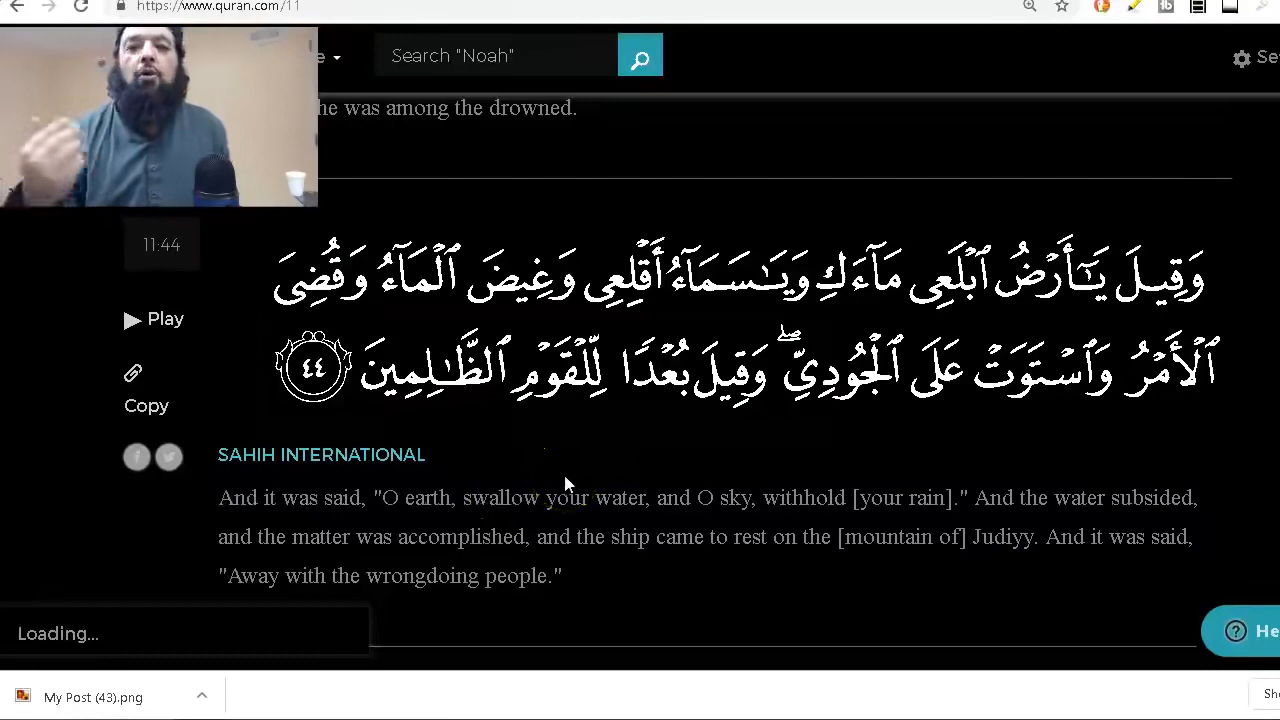 https://www.quran.com/11
e
Search "Noah"
Se
he was among the drowned.
11:44
وَقِيلَ يَـٰٓأَرْضُ ٱبْلَعِى مَآءَكِ وَيَـٰسَمَآءُ أَقْلِعِى وَغِيضَ ٱلْمَآءُ وَقُضِىَ
Play
ٱلْأَمْرُ وَٱسْتَوَتْ عَلَى ٱلْجُودِىِّ ۖ وَقِيلَ بُعْدًا لِّلْقَوْمِ ٱلظَّـٰلِمِينَ ٤٤
Copy
SAHIH INTERNATIONAL
And it was said, "O earth, swallow your water, and O sky, withhold [your rain]." And the water subsided,
and the matter was accomplished, and the ship came to rest on the [mountain of] Judiyy. And it was said,
"Away with the wrongdoing people."
Loading...
He
My Post (43).png
Sh